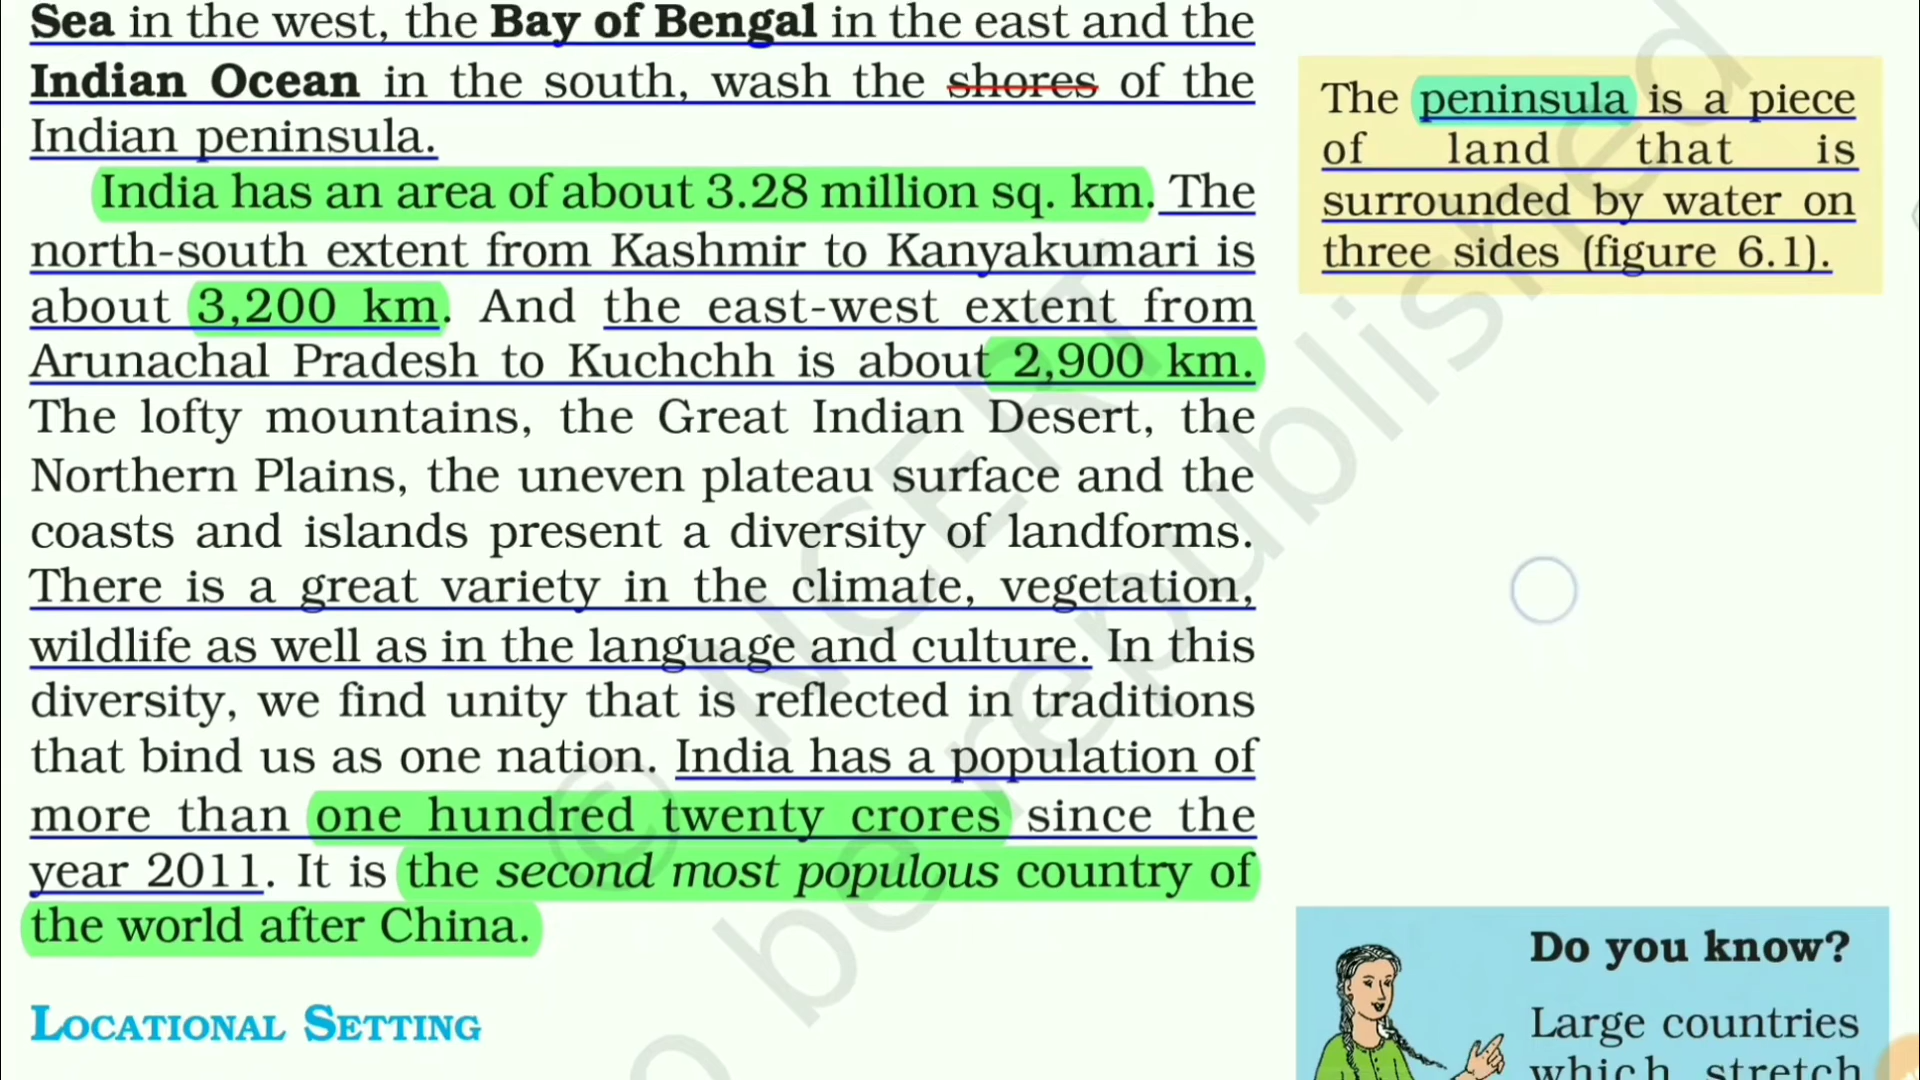 Sea in the west, the Bay of Bengal in the east and the
Indian Ocean in the south, wash the shores of the
Indian peninsula.
India has an area of about 3.28 million sq. km. The
north-south extent from Kashmir to Kanyakumari is
about 3,200 km. And the east-west extent from
Arunachal Pradesh to Kuchchh is about 2,900 km.
The lofty mountains, the Great Indian Desert, the
Northern Plains, the uneven plateau surface and the
coasts and islands present a diversity of landforms.
There is a great variety in the climate, vegetation,
wildlife as well as in the language and culture. In this
diversity, we find unity that is reflected in traditions
that bind us as one nation. India has a population of
more than one hundred twenty crores since the
year 2011. It is the second most populous country of
the world after China.
LOCATIONAL SETTING
The peninsula is a piece
of land that is
surrounded by water on
three sides (figure 6.1).
Do you know?
Large countries
which stretch
© NCERT
be republished